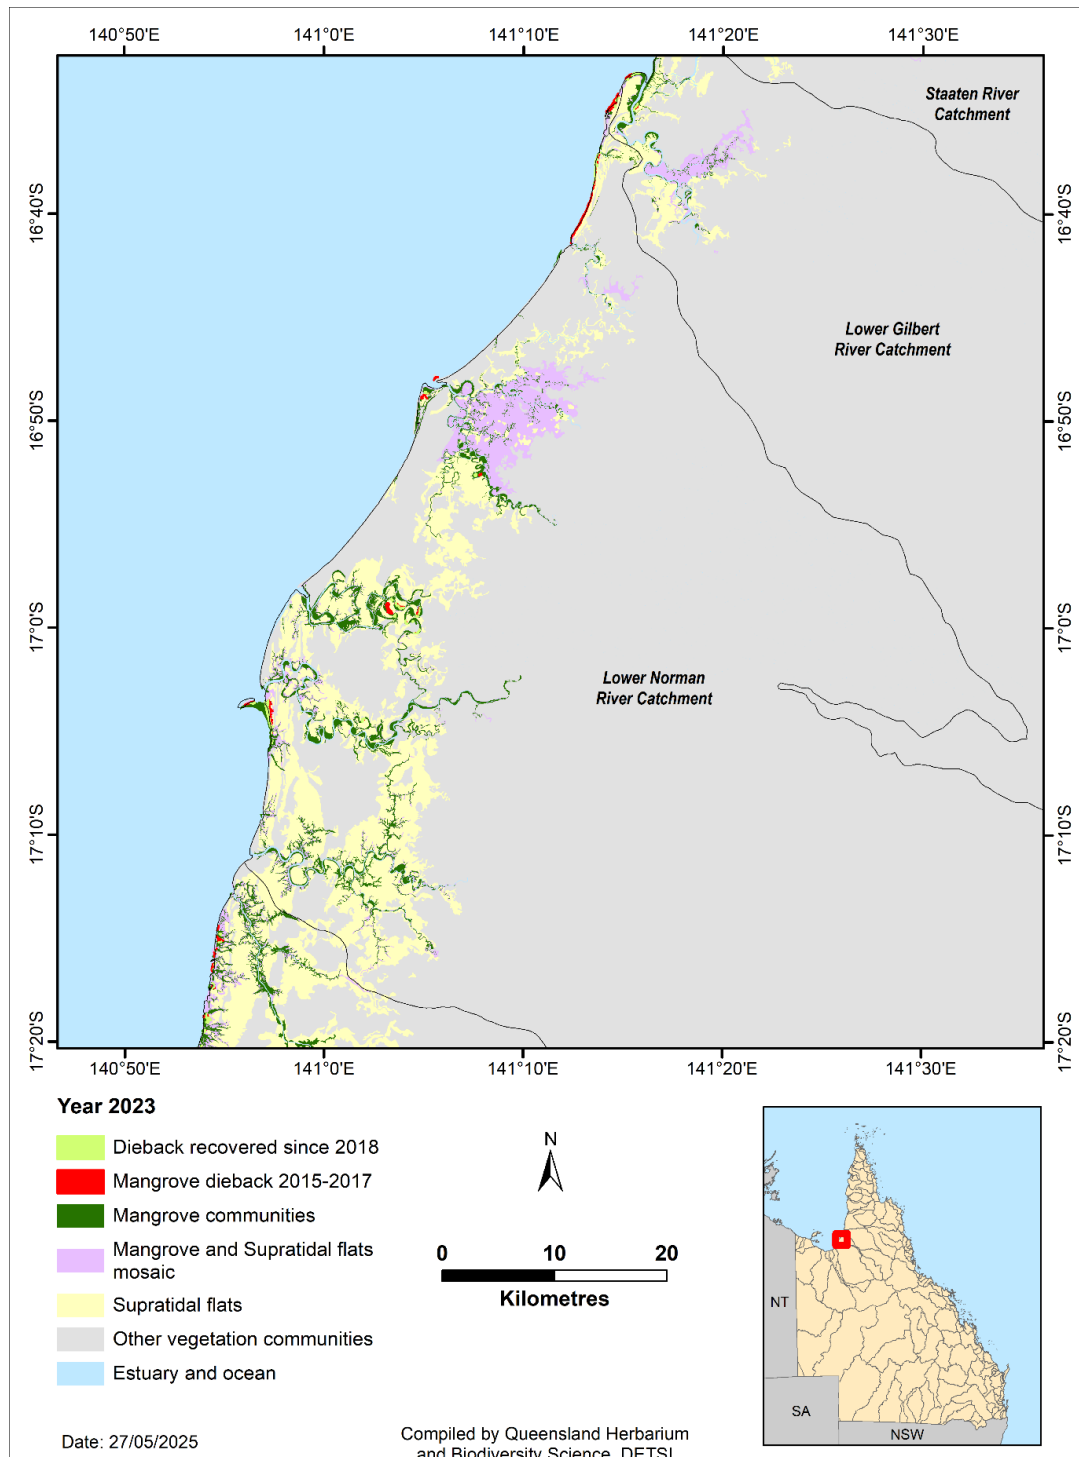 140°50'E 141°0'E 141°10'E 141°20'E 141°30'E
Staaten River
Catchment
16°40'S 16°40'S
Lower Gilbert
River Catchment
16°50'S 16°50'S
17°0'S 17°0'S
Lower Norman
River Catchment
17°10'S 17°10'S
17°20'S 17°20'S
140°50'E 141°0'E 141°10'E 141°20'E 141°30'E
Year 2023
Dieback recovered since 2018
Mangrove dieback 2015-2017
Mangrove communities
Mangrove and Supratidal flats
mosaic
Supratidal flats
Other vegetation communities
Estuary and ocean
N
0 10 20
Kilometres
NT
SA
NSW
Date: 27/05/2025
Compiled by Queensland Herbarium
and Biodiversity Science, DETSI